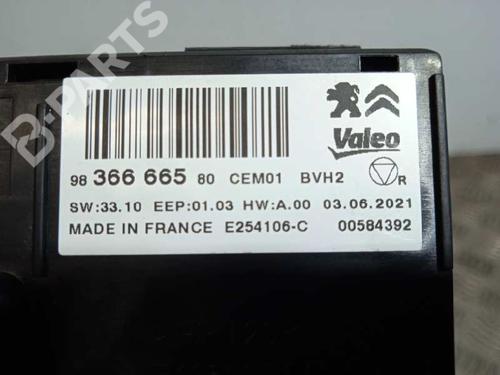 B-PARTS
Valeo
98 366 665 80 CEM01 BVH2 R
SW:33.10 EEP:01.03 HW:A.00 03.06.2021
MADE IN FRANCE E254106-C 00584392